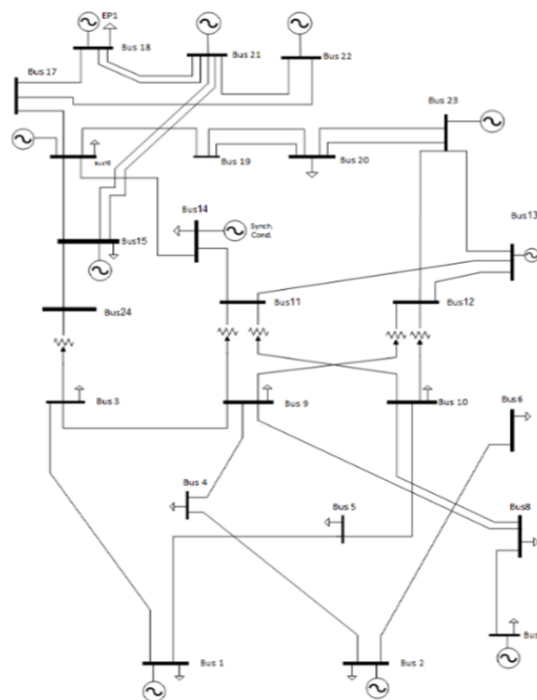 EP1
Bus 18
Bus 21
Bus 22
Bus 17
Bus 23
Bus16
Bus 19
Bus 20
Bus14
Synch.
Cond.
Bus13
Bus15
Bus24
Bus11
Bus12
Bus 3
Bus 9
Bus 10
Bus6
Bus 4
Bus 5
Bus8
Bus
Bus 1
Bus 2